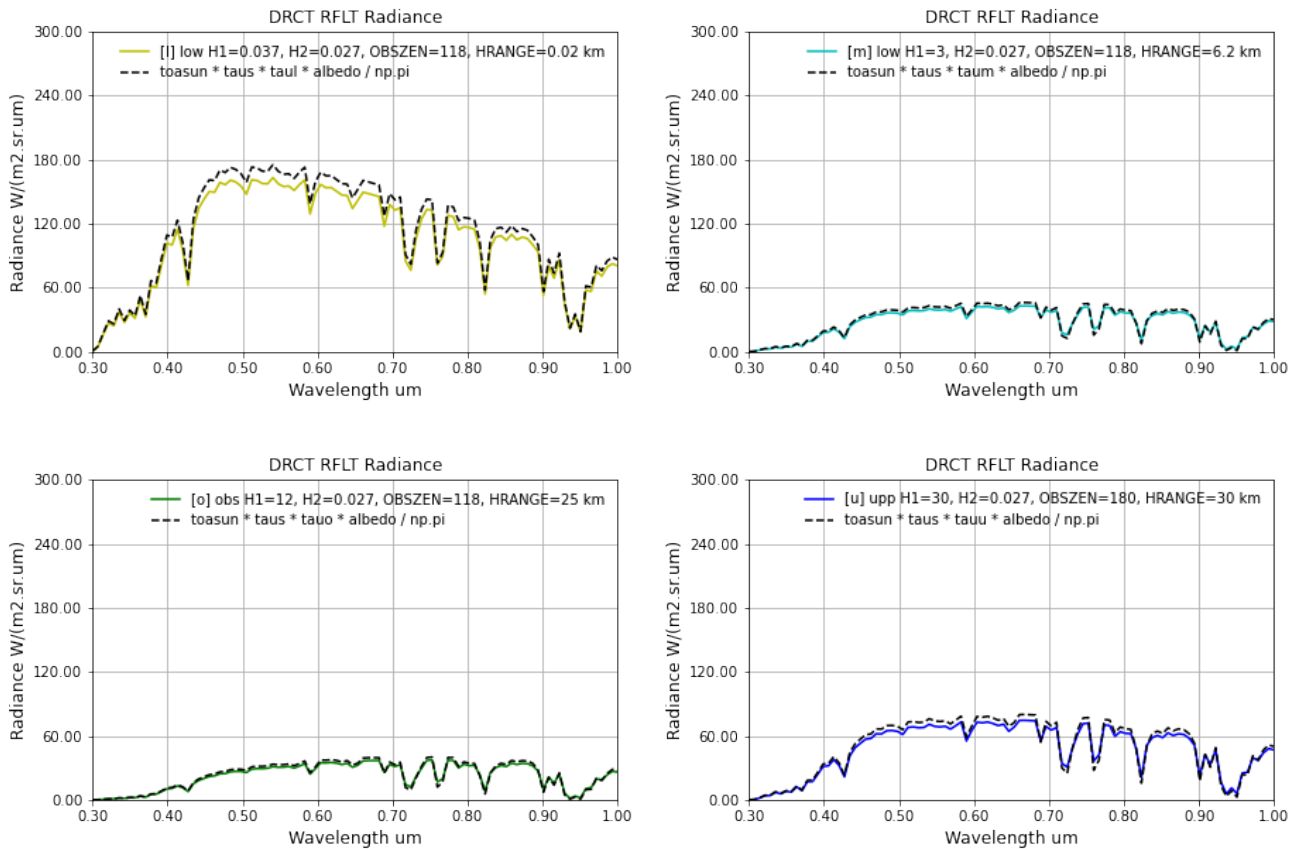 DRCT RFLT Radiance
300.00
240.00
180.00
120.00
60.00
0.00
Radiance W/(m2.sr.um)
[l] low H1=0.037, H2=0.027, OBSZEN=118, HRANGE=0.02 km
toasun * taus * taul * albedo / np.pi
0.30 0.40 0.50 0.60 0.70 0.80 0.90 1.00
Wavelength um
DRCT RFLT Radiance
300.00
240.00
180.00
120.00
60.00
0.00
Radiance W/(m2.sr.um)
[m] low H1=3, H2=0.027, OBSZEN=118, HRANGE=6.2 km
toasun * taus * taum * albedo / np.pi
0.30 0.40 0.50 0.60 0.70 0.80 0.90 1.00
Wavelength um
DRCT RFLT Radiance
300.00
240.00
180.00
120.00
60.00
0.00
Radiance W/(m2.sr.um)
[o] obs H1=12, H2=0.027, OBSZEN=118, HRANGE=25 km
toasun * taus * tauo * albedo / np.pi
0.30 0.40 0.50 0.60 0.70 0.80 0.90 1.00
Wavelength um
DRCT RFLT Radiance
300.00
240.00
180.00
120.00
60.00
0.00
Radiance W/(m2.sr.um)
[u] upp H1=30, H2=0.027, OBSZEN=180, HRANGE=30 km
toasun * taus * tauu * albedo / np.pi
0.30 0.40 0.50 0.60 0.70 0.80 0.90 1.00
Wavelength um